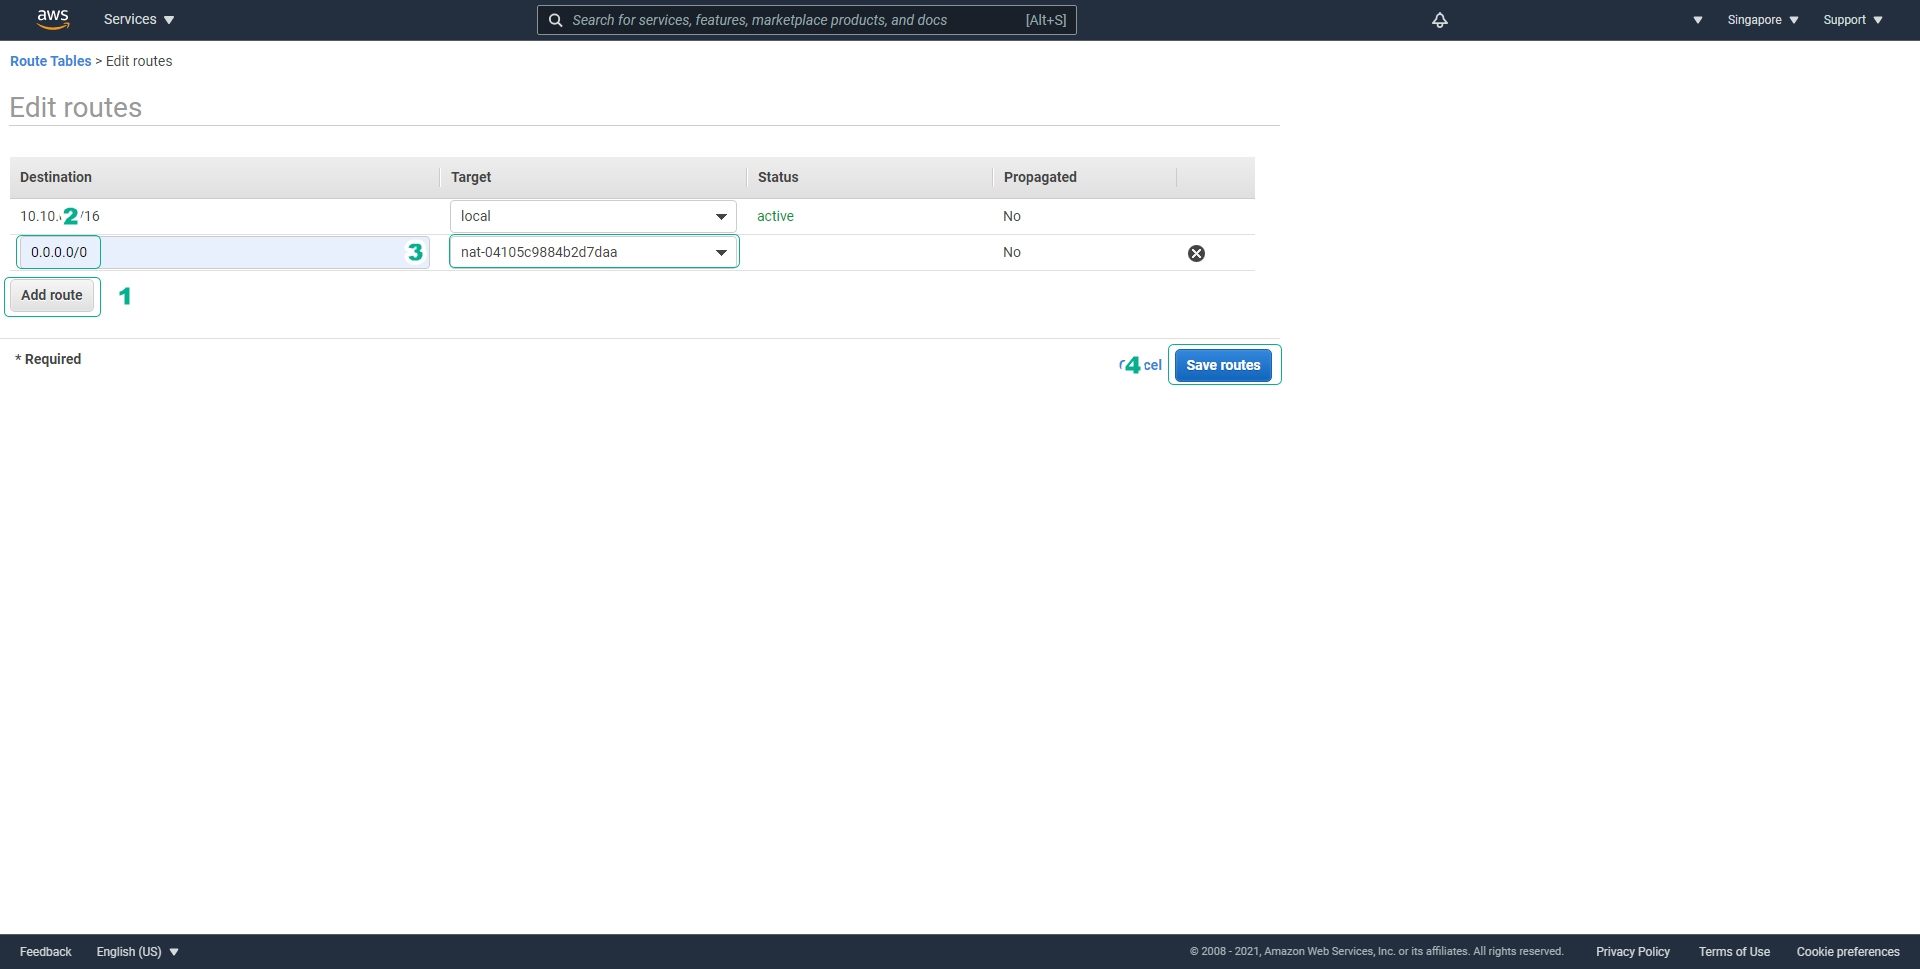 aws Services Search for services, features, marketplace products, and docs [Alt+S] Singapore Support
Route Tables > Edit routes
Edit routes
Destination Target Status Propagated
10.10. 2 /16 local active No
0.0.0.0/0 3 nat-04105c9884b2d7daa No
Add route 1
* Required 4 cel Save routes
Feedback English (US) © 2008 - 2021, Amazon Web Services, Inc. or its affiliates. All rights reserved. Privacy Policy Terms of Use Cookie preferences